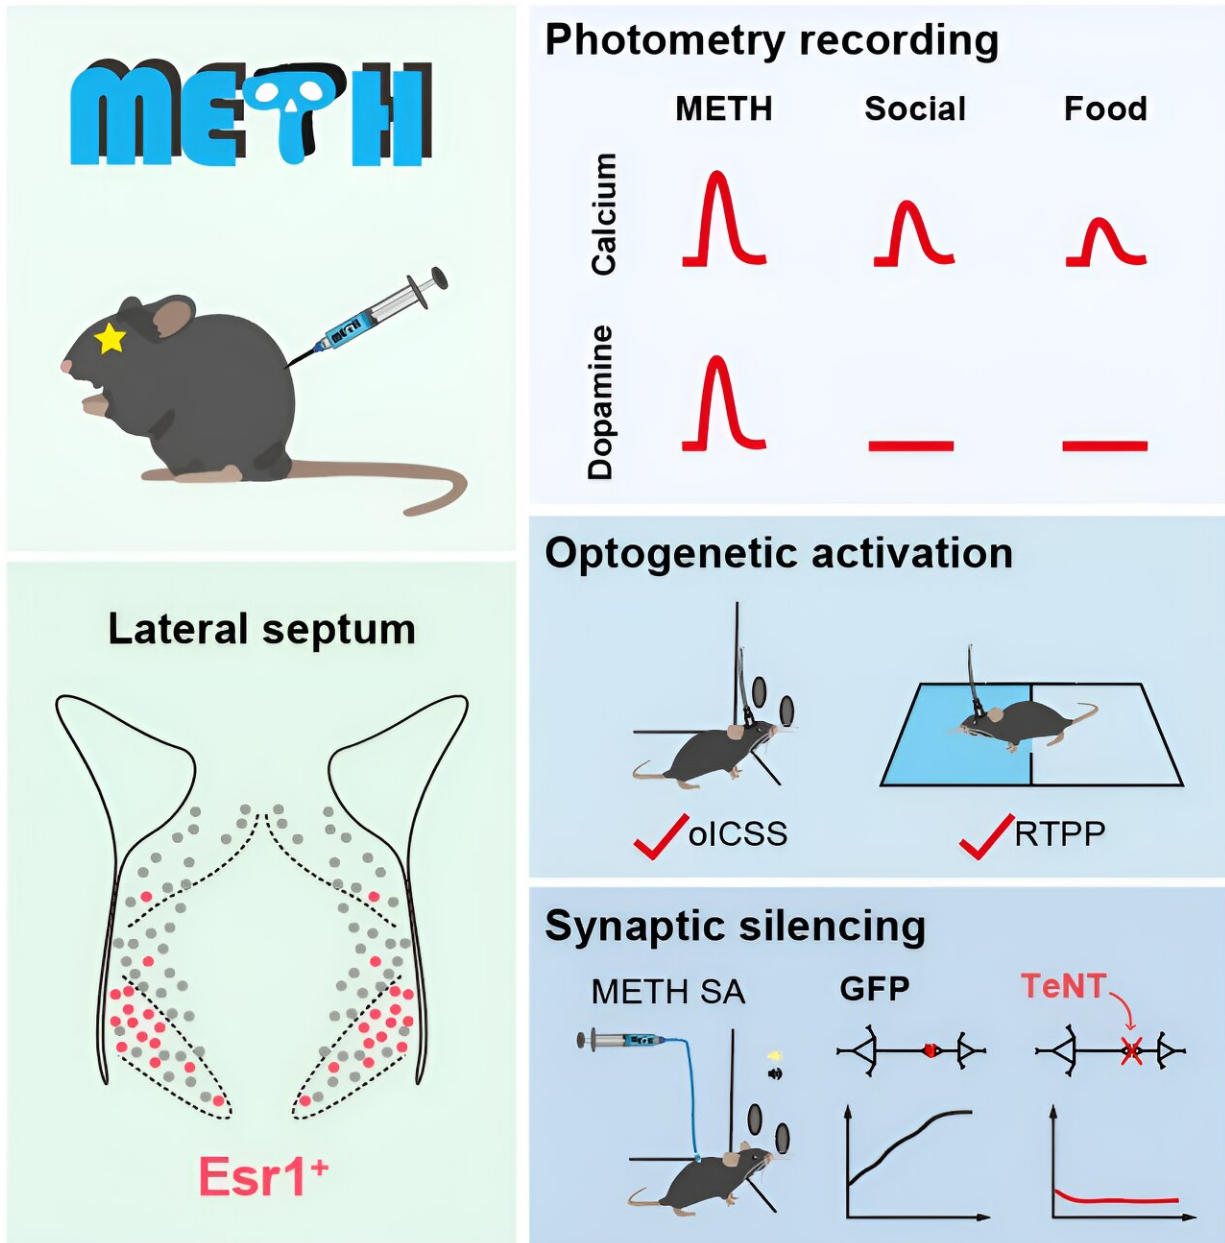 METH
METH
Lateral septum
Esr1⁺
Photometry recording
METH Social Food
Calcium
Dopamine
Optogenetic activation
oICSS RTPP
Synaptic silencing
METH SA GFP TeNT